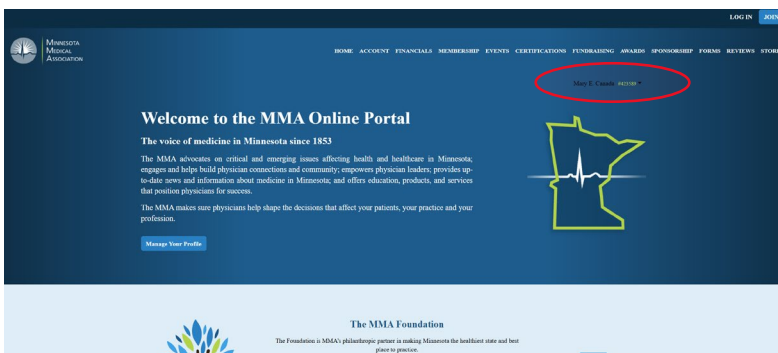 LOG IN
JOIN
MINNESOTA
MEDICAL
ASSOCIATION
HOME ACCOUNT FINANCIALS MEMBERSHIP EVENTS CERTIFICATIONS FUNDRAISING AWARDS SPONSORSHIP FORMS REVIEWS STORE
Mary E. Canada
Welcome to the MMA Online Portal
The voice of medicine in Minnesota since 1853
The MMA advocates on critical and emerging issues affecting health and healthcare in Minnesota;
engages and helps build physician connections and community; empowers physician leaders; provides up-
to-date news and information about medicine in Minnesota; and offers education, products, and services
that position physicians for success.
The MMA makes sure physicians help shape the decisions that affect your patients, your practice and your
profession.
Manage Your Profile
The MMA Foundation
The Foundation is MMA's philanthropic partner in making Minnesota the healthiest state and best
place to practice.